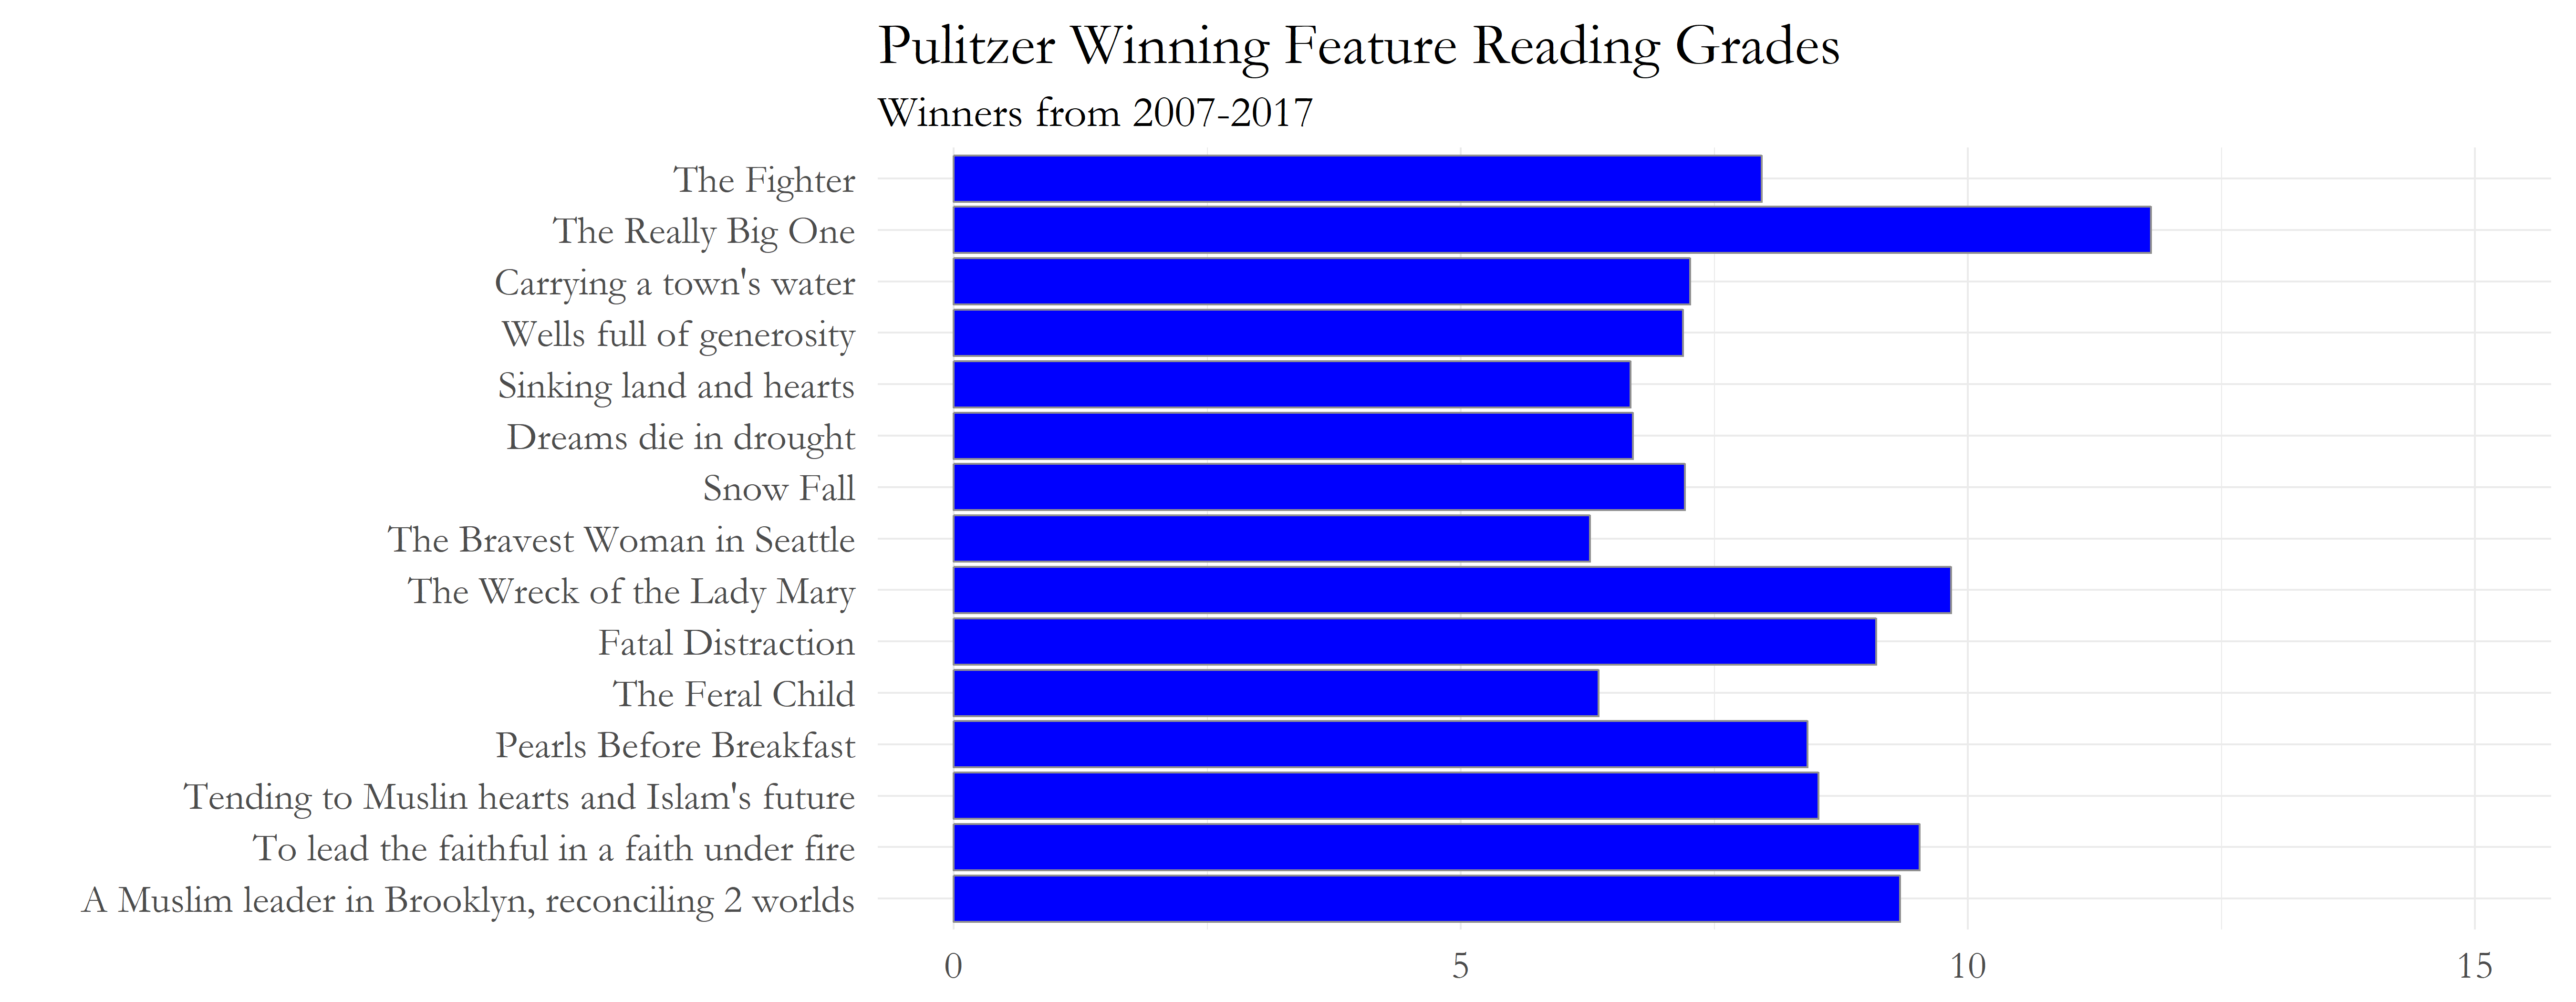 Pulitzer Winning Feature Reading Grades
Winners from 2007-2017
The Fighter
The Really Big One
Carrying a town's water
Wells full of generosity
Sinking land and hearts
Dreams die in drought
Snow Fall
The Bravest Woman in Seattle
The Wreck of the Lady Mary
Fatal Distraction
The Feral Child
Pearls Before Breakfast
Tending to Muslin hearts and Islam's future
To lead the faithful in a faith under fire
A Muslim leader in Brooklyn, reconciling 2 worlds
0 5 10 15